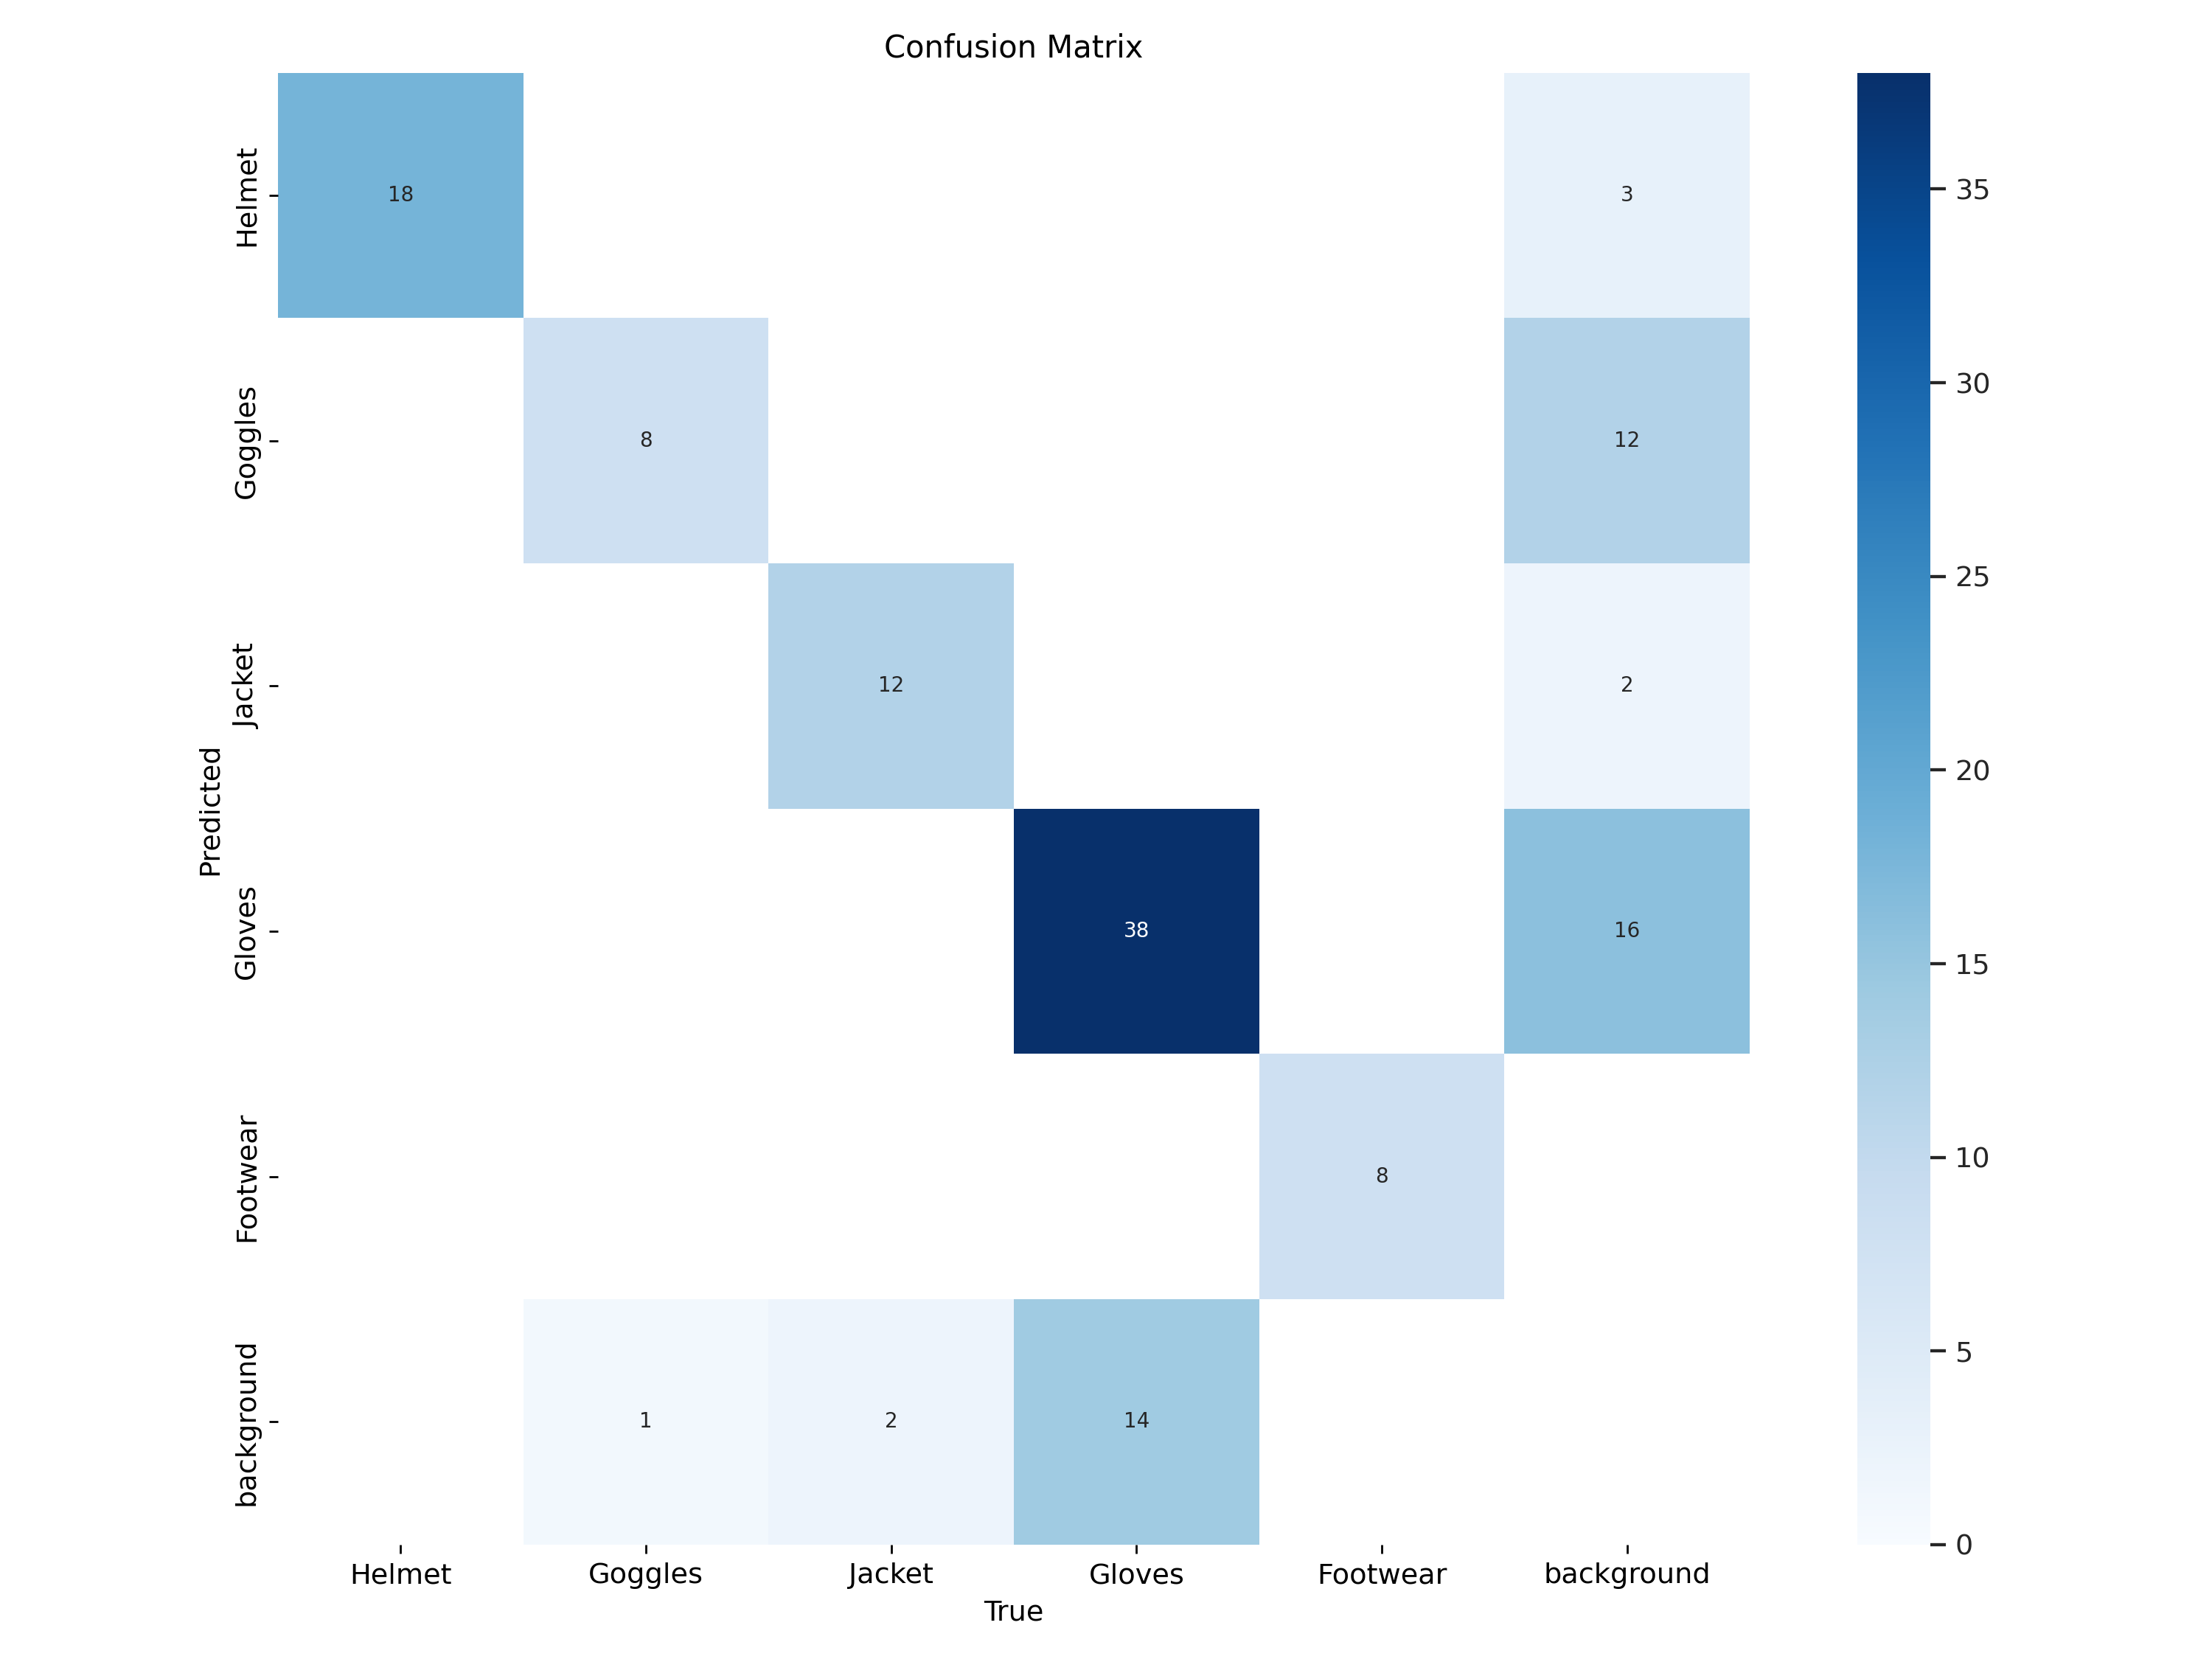 Confusion Matrix
Helmet
18
3
35
30
Goggles
8
12
25
Jacket
12
2
20
Predicted
Gloves
38
16
15
10
Footwear
8
5
background
1
2
14
0
Helmet
Goggles
Jacket
Gloves
Footwear
background
True